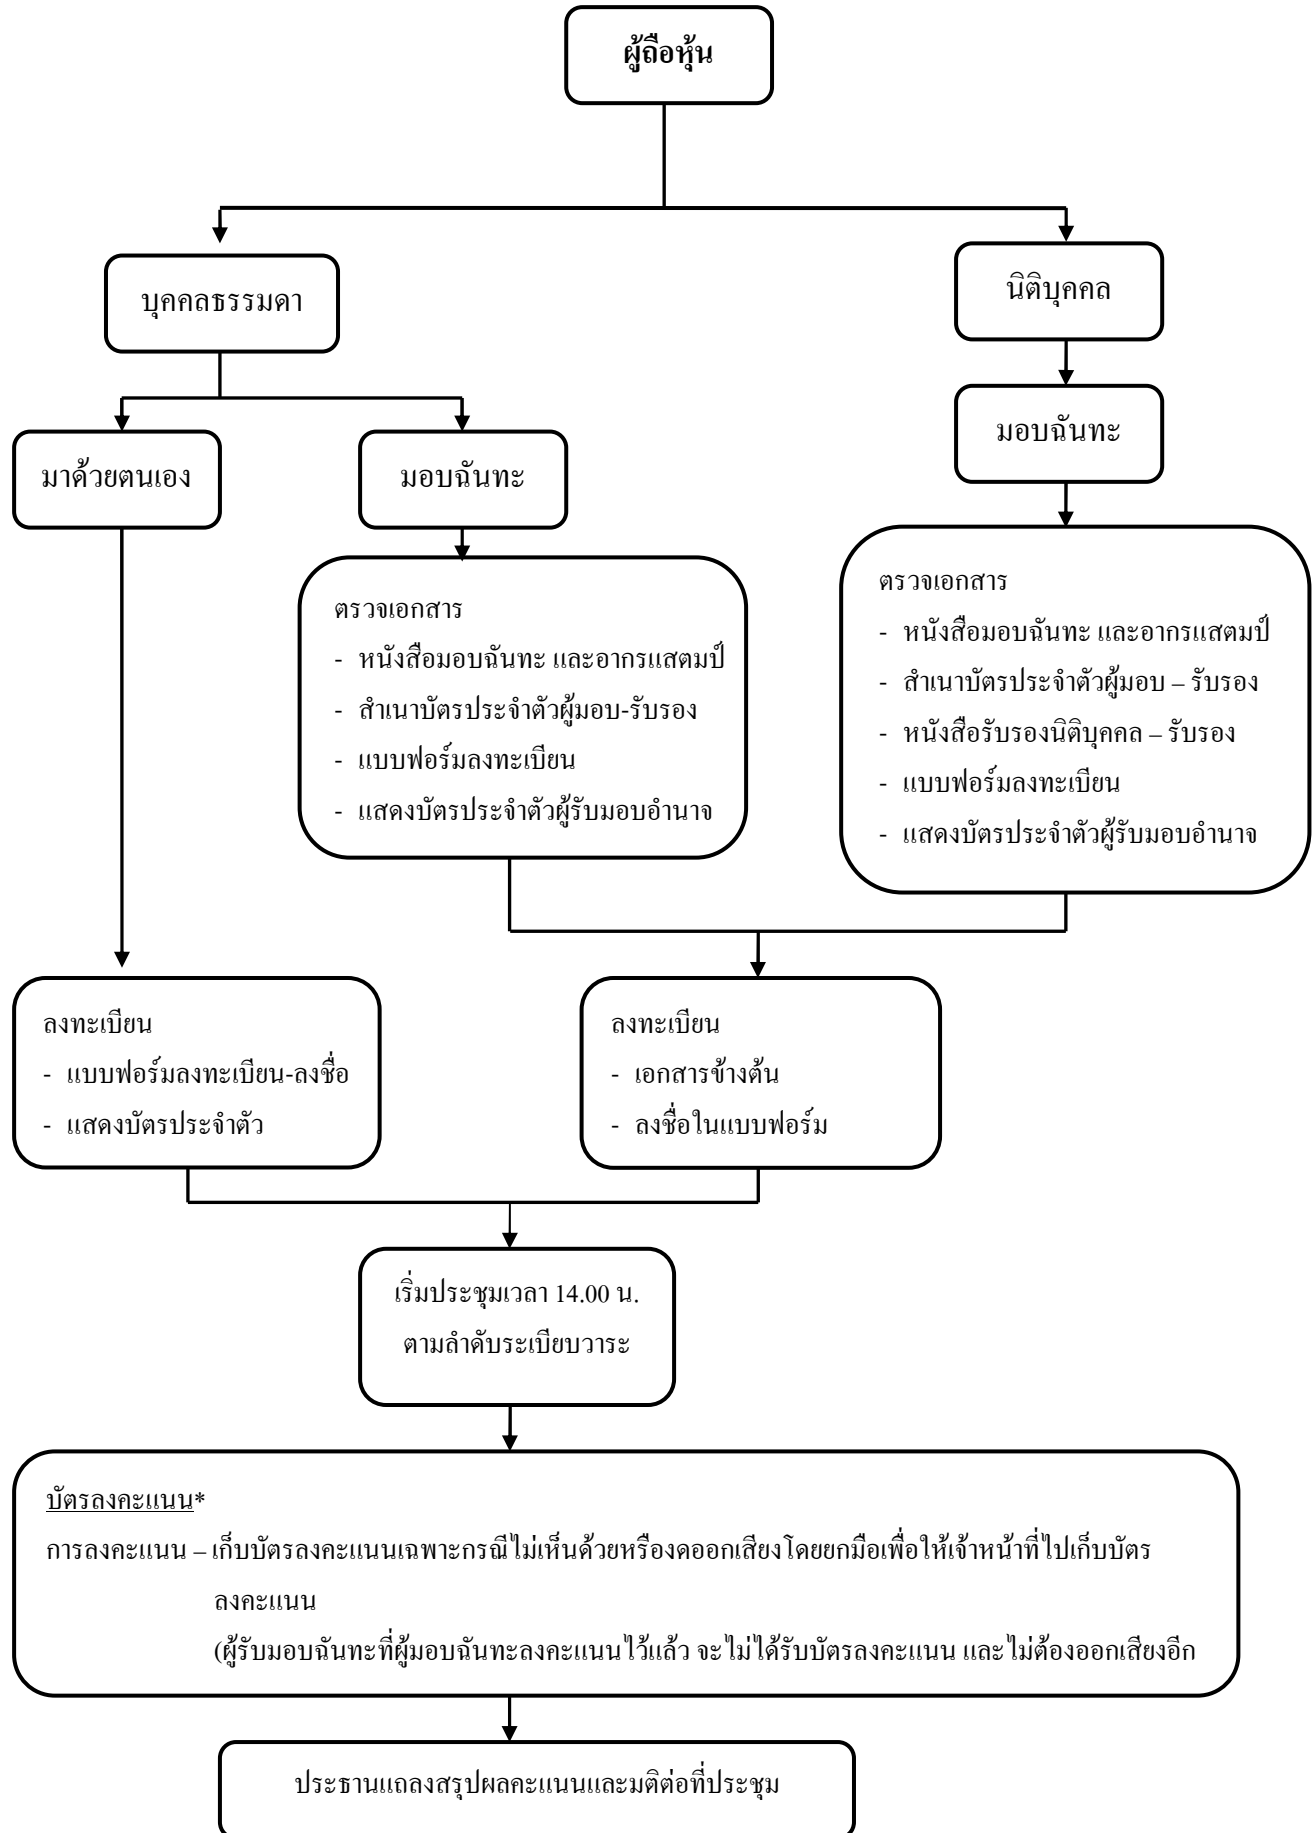 ผู้ถือหุ้น
บุคคลธรรมดา
นิติบุคคล
มาด้วยตนเอง
มอบฉันทะ
มอบฉันทะ
ตรวจเอกสาร
- หนังสือมอบฉันทะ และอากรแสตมป์
- สำเนาบัตรประจำตัวผู้มอบ-รับรอง
- แบบฟอร์มลงทะเบียน
- แสดงบัตรประจำตัวผู้รับมอบอำนาจ
ตรวจเอกสาร
- หนังสือมอบฉันทะ และอากรแสตมป์
- สำเนาบัตรประจำตัวผู้มอบ – รับรอง
- หนังสือรับรองนิติบุคคล – รับรอง
- แบบฟอร์มลงทะเบียน
- แสดงบัตรประจำตัวผู้รับมอบอำนาจ
ลงทะเบียน
- แบบฟอร์มลงทะเบียน-ลงชื่อ
- แสดงบัตรประจำตัว
ลงทะเบียน
- เอกสารข้างต้น
- ลงชื่อในแบบฟอร์ม
เริ่มประชุมเวลา 14.00 น.
ตามลำดับระเบียบวาระ
บัตรลงคะแนน*
การลงคะแนน – เก็บบัตรลงคะแนนเฉพาะกรณีไม่เห็นด้วยหรืองดออกเสียงโดยยกมือเพื่อให้เจ้าหน้าที่ไปเก็บบัตร
ลงคะแนน
(ผู้รับมอบฉันทะที่ผู้มอบฉันทะลงคะแนนไว้แล้ว จะไม่ได้รับบัตรลงคะแนน และไม่ต้องออกเสียงอีก
ประธานแถลงสรุปผลคะแนนและมติต่อที่ประชุม